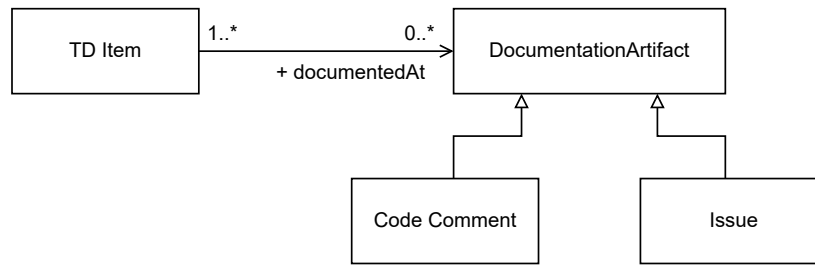 TD Item
1..*
0..*
+ documentedAt
DocumentationArtifact
Code Comment
Issue